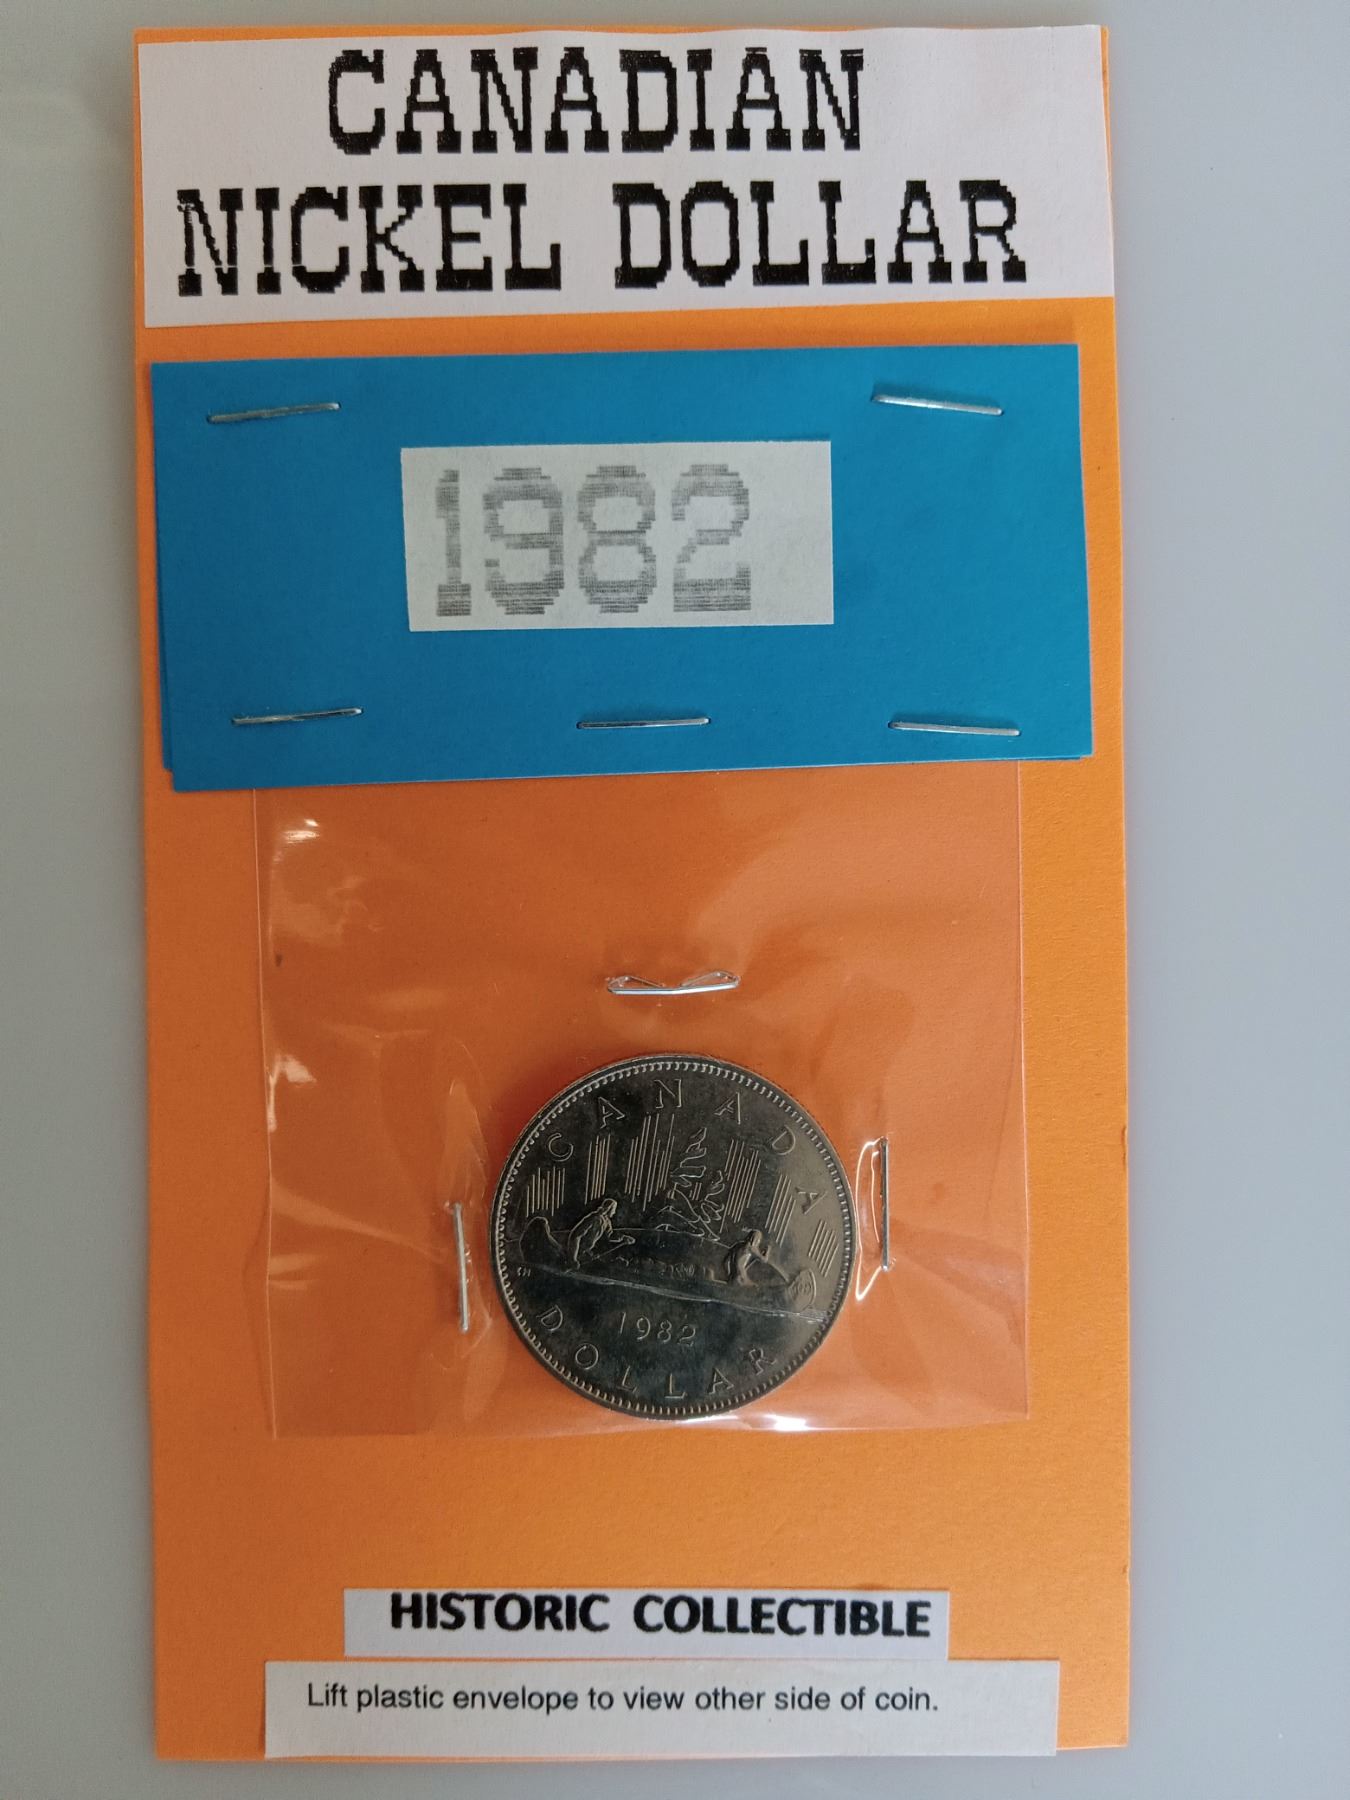 CANADIAN
NICKEL DOLLAR
1982
CANADA
1982
DOLLAR
HISTORIC COLLECTIBLE
Lift plastic envelope to view other side of coin.